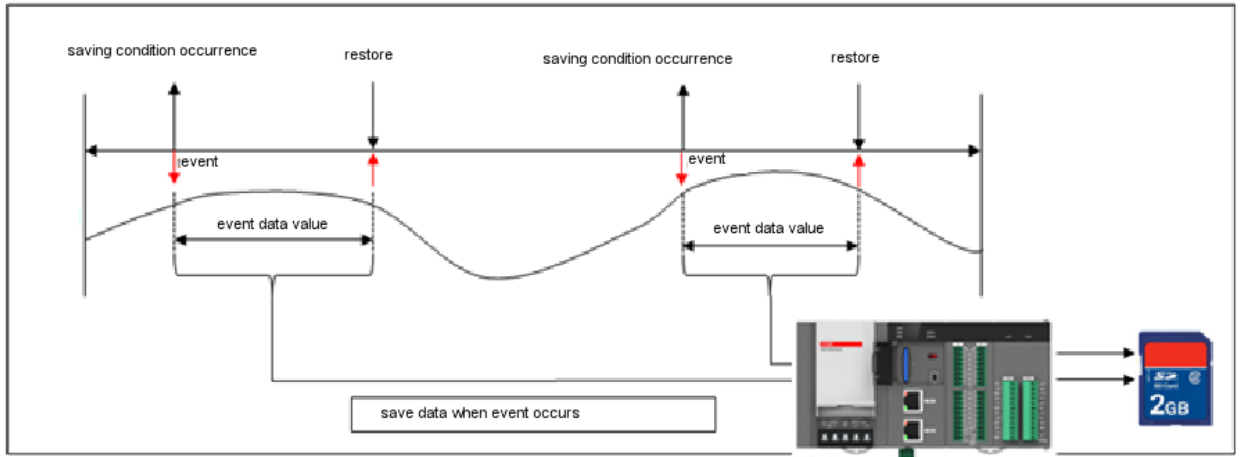 saving condition occurrence
restore
saving condition occurrence
restore
event
event
event data value
event data value
save data when event occurs
SD
2GB